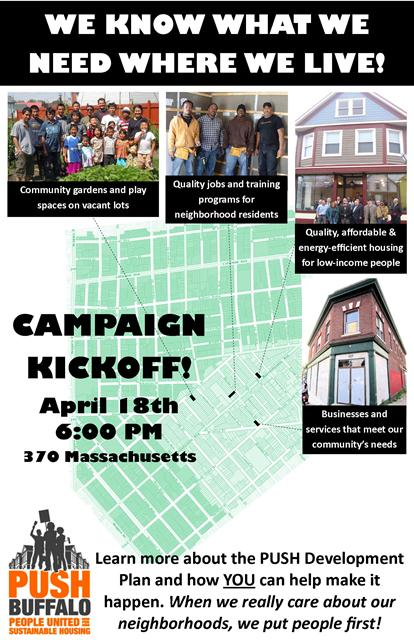 WE KNOW WHAT WE
NEED WHERE WE LIVE!
Community gardens and play
spaces on vacant lots
Quality jobs and training
programs for
neighborhood residents
Quality, affordable &
energy-efficient housing
for low-income people
CAMPAIGN
KICKOFF!
April 18th
6:00 PM
370 Massachusetts
Businesses and
services that meet our
community's needs
PUSH
BUFFALO
PEOPLE UNITED FOR
SUSTAINABLE HOUSING
Learn more about the PUSH Development
Plan and how YOU can help make it
happen. When we really care about our
neighborhoods, we put people first!